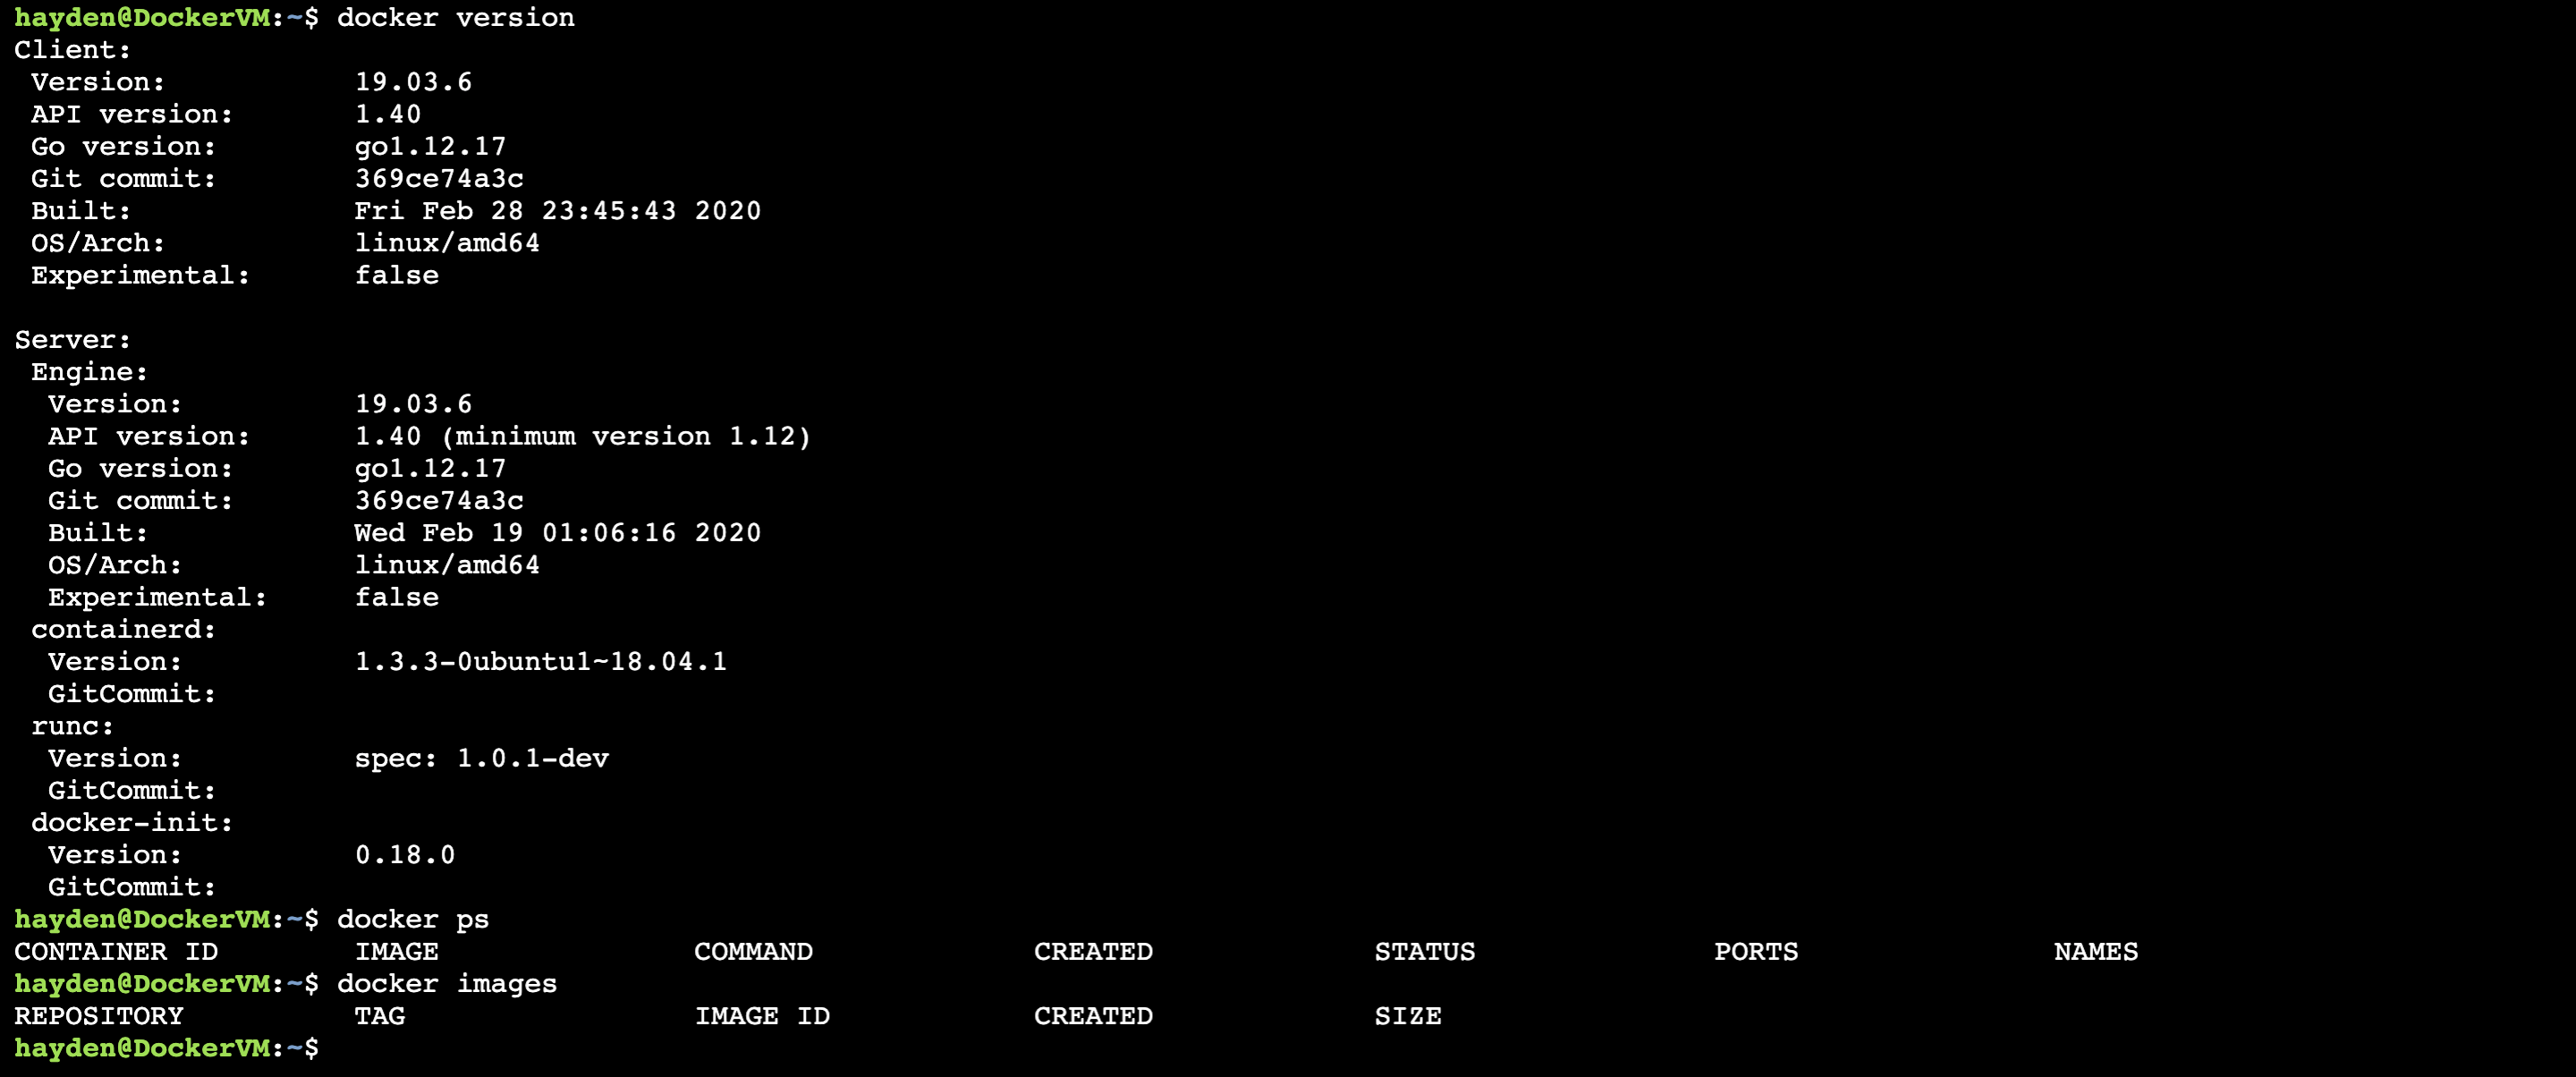 hayden@DockerVM:~$ docker version
Client:
 Version:           19.03.6
 API version:       1.40
 Go version:        go1.12.17
 Git commit:        369ce74a3c
 Built:             Fri Feb 28 23:45:43 2020
 OS/Arch:           linux/amd64
 Experimental:      false

Server:
 Engine:
  Version:          19.03.6
  API version:      1.40 (minimum version 1.12)
  Go version:       go1.12.17
  Git commit:       369ce74a3c
  Built:            Wed Feb 19 01:06:16 2020
  OS/Arch:          linux/amd64
  Experimental:     false
 containerd:
  Version:          1.3.3-0ubuntu1~18.04.1
  GitCommit:
 runc:
  Version:          spec: 1.0.1-dev
  GitCommit:
 docker-init:
  Version:          0.18.0
  GitCommit:
hayden@DockerVM:~$ docker ps
CONTAINER ID        IMAGE               COMMAND             CREATED             STATUS              PORTS               NAMES
hayden@DockerVM:~$ docker images
REPOSITORY          TAG                 IMAGE ID            CREATED             SIZE
hayden@DockerVM:~$